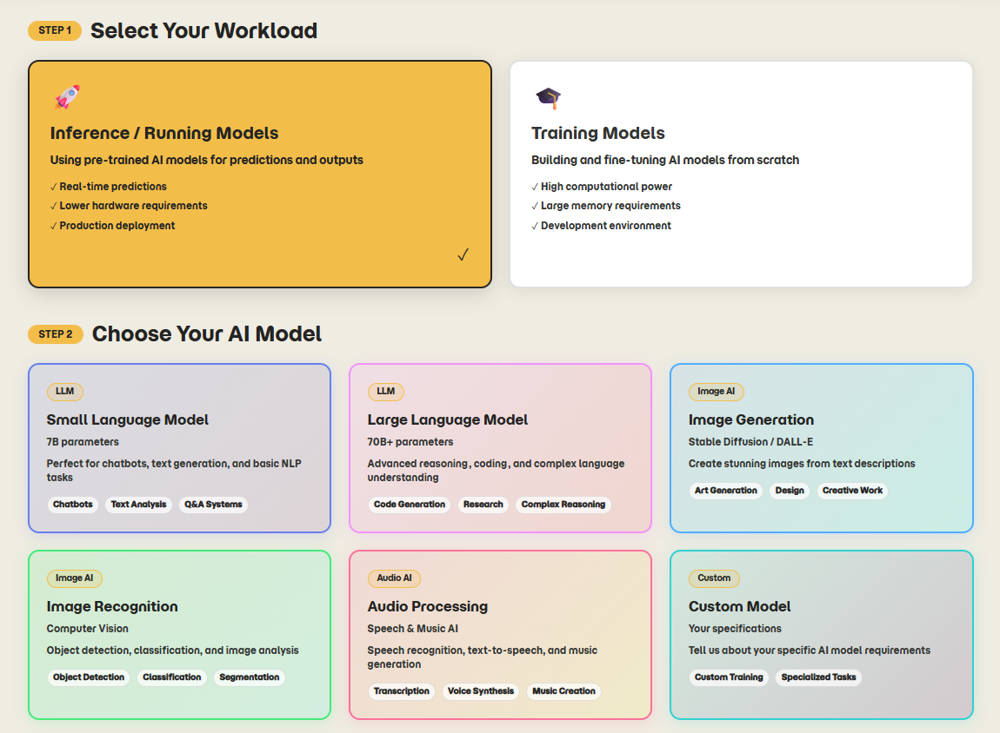 STEP 1 Select Your Workload
Inference / Running Models
Using pre-trained AI models for predictions and outputs
✓ Real-time predictions
✓ Lower hardware requirements
✓ Production deployment
✓
Training Models
Building and fine-tuning AI models from scratch
✓ High computational power
✓ Large memory requirements
✓ Development environment
STEP 2 Choose Your AI Model
LLM
Small Language Model
7B parameters
Perfect for chatbots, text generation, and basic NLP
tasks
Chatbots Text Analysis Q&A Systems
LLM
Large Language Model
70B+ parameters
Advanced reasoning, coding, and complex language
understanding
Code Generation Research Complex Reasoning
Image AI
Image Generation
Stable Diffusion / DALL-E
Create stunning images from text descriptions
Art Generation Design Creative Work
Image AI
Image Recognition
Computer Vision
Object detection, classification, and image analysis
Object Detection Classification Segmentation
Audio AI
Audio Processing
Speech & Music AI
Speech recognition, text-to-speech, and music
generation
Transcription Voice Synthesis Music Creation
Custom
Custom Model
Your specifications
Tell us about your specific AI model requirements
Custom Training Specialized Tasks